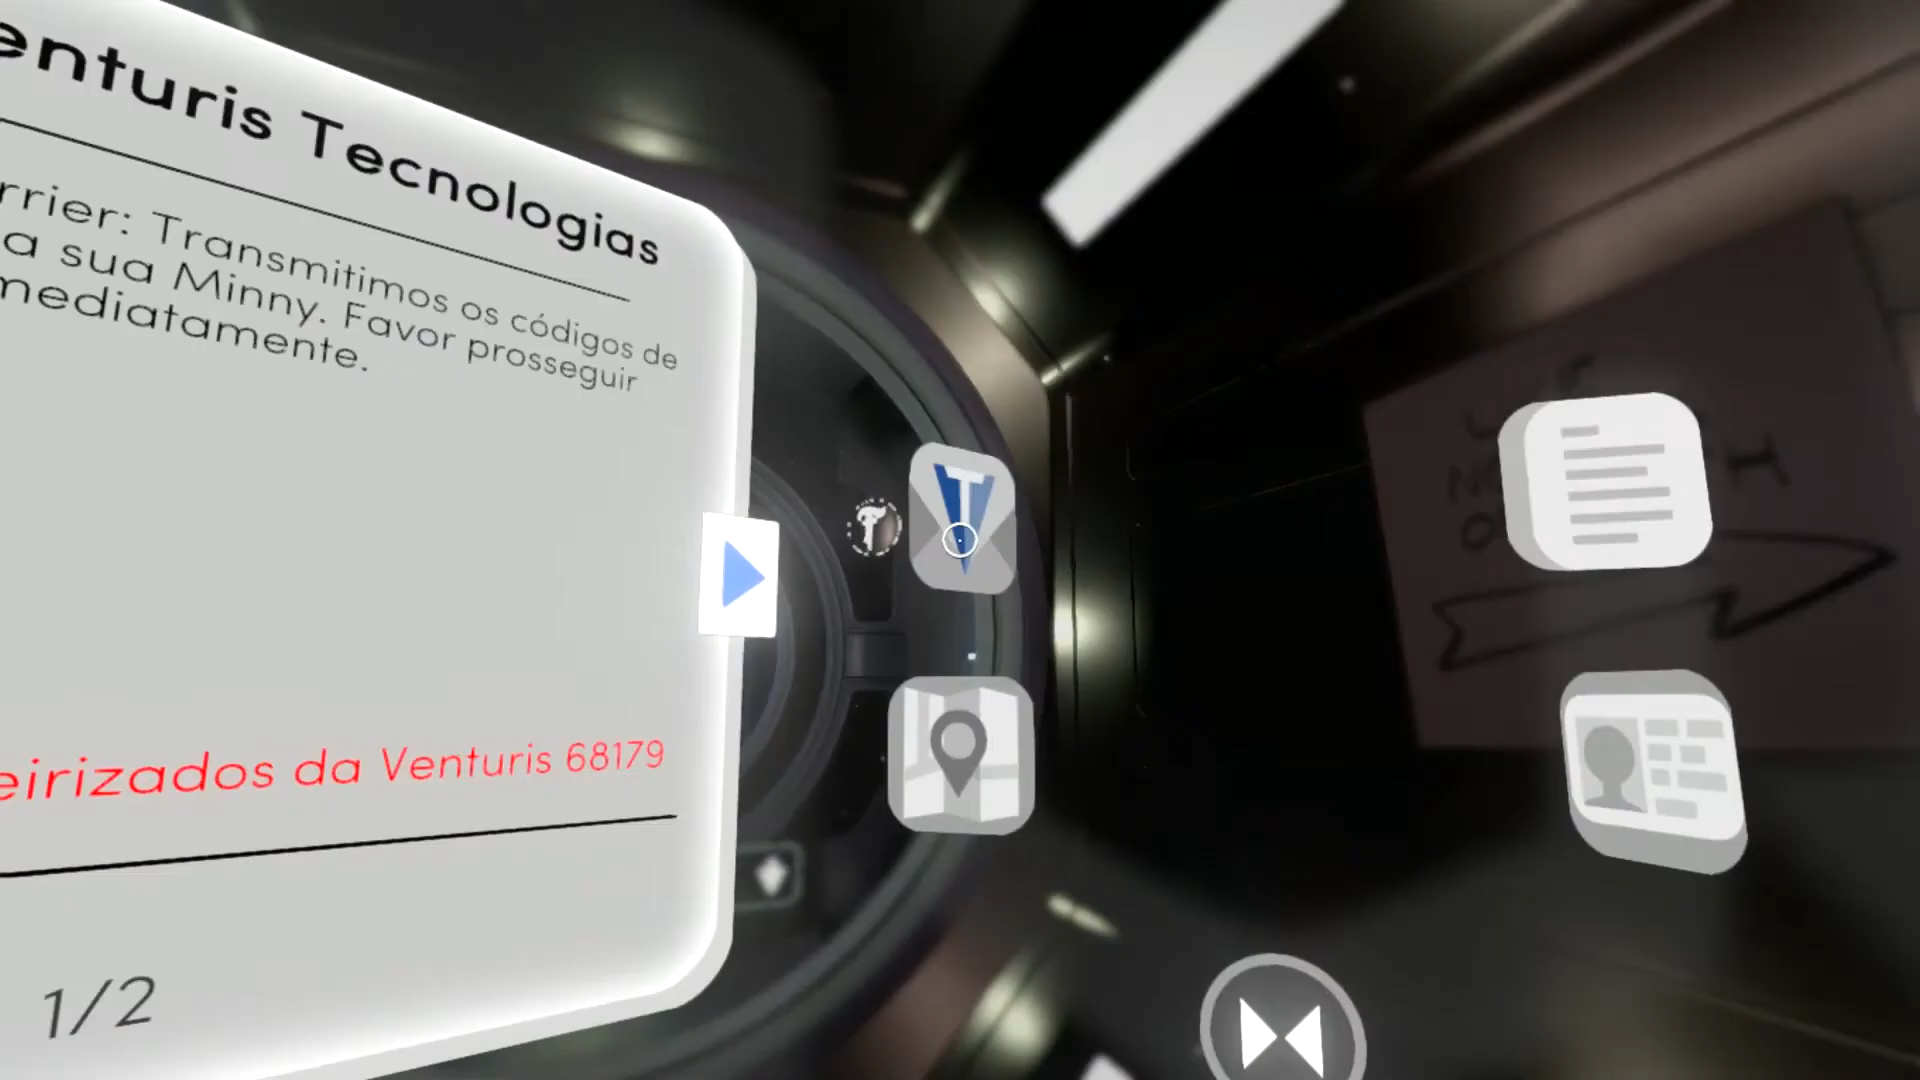 enturis Tecnologias
rrier: Transmitimos os códigos de
a sua Minny. Favor prosseguir
mediatamente.
eirizados da Venturis 68179
1/2
T